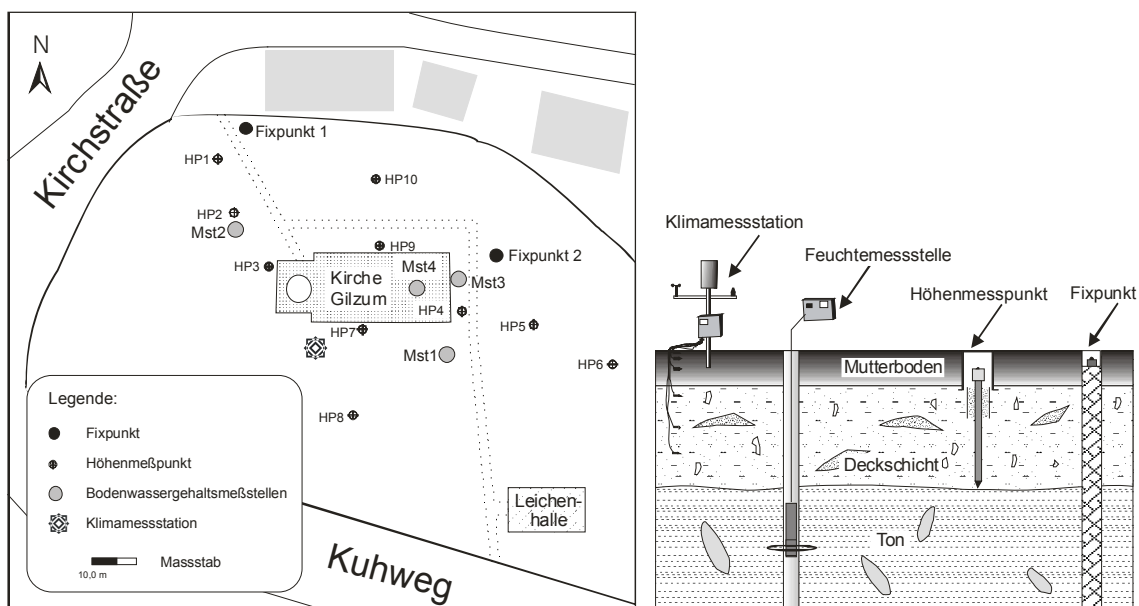 N
Kirchstraße
Fixpunkt 1
HP1
HP10
HP2
Mst2
HP9
Fixpunkt 2
HP3
Kirche
Gilzum
Mst4
Mst3
HP4
HP7
HP5
Mst1
HP6
HP8
Leichen-
halle
Kuhweg
Legende:
Fixpunkt
Höhenmeßpunkt
Bodenwassergehaltsmeßstellen
Klimamessstation
10,0 m
Massstab
Klimamessstation
Feuchtemessstelle
Höhenmesspunkt
Fixpunkt
Mutterboden
Deckschicht
Ton